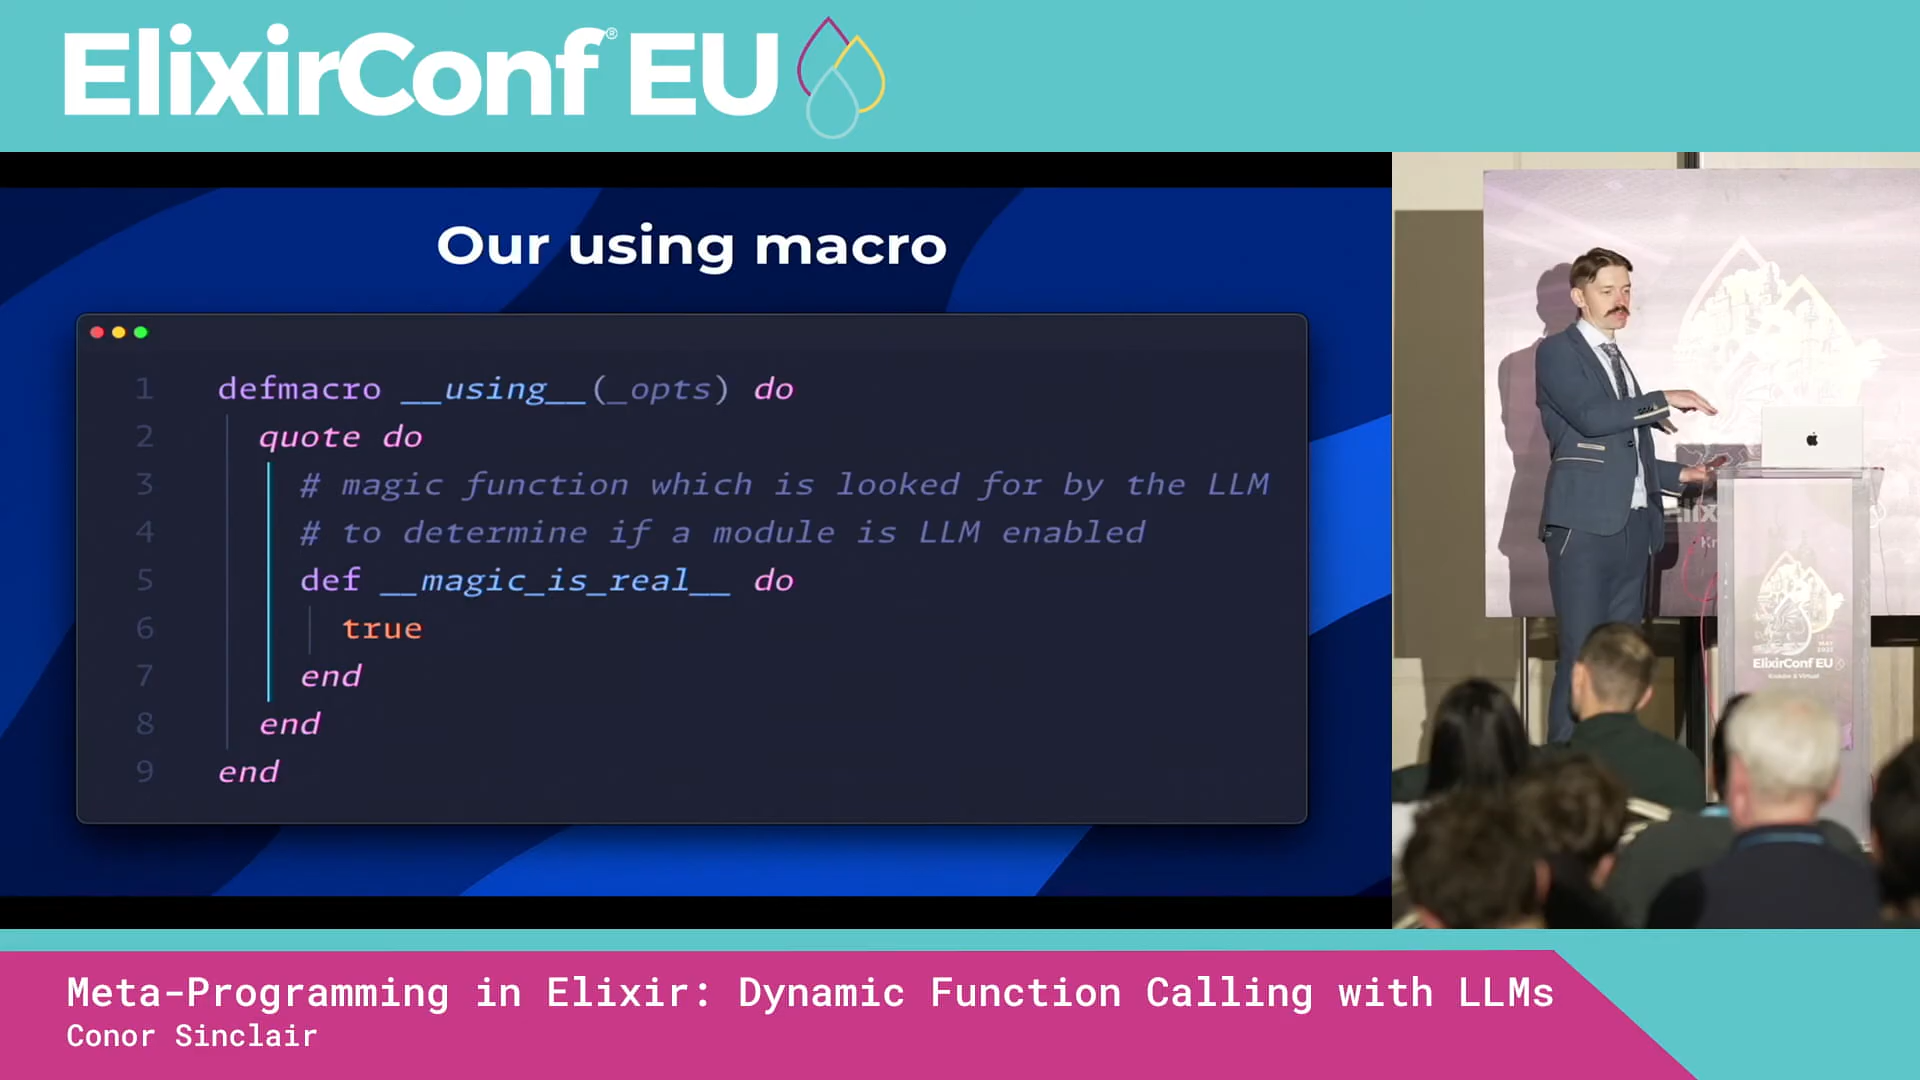 ElixirConf® EU
Our using macro
1 defmacro __using__(_opts) do
2 quote do
3 # magic function which is looked for by the LLM
4 # to determine if a module is LLM enabled
5 def __magic_is_real__ do
6 true
7 end
8 end
9 end
ElixirConf EU
Meta-Programming in Elixir: Dynamic Function Calling with LLMs
Conor Sinclair